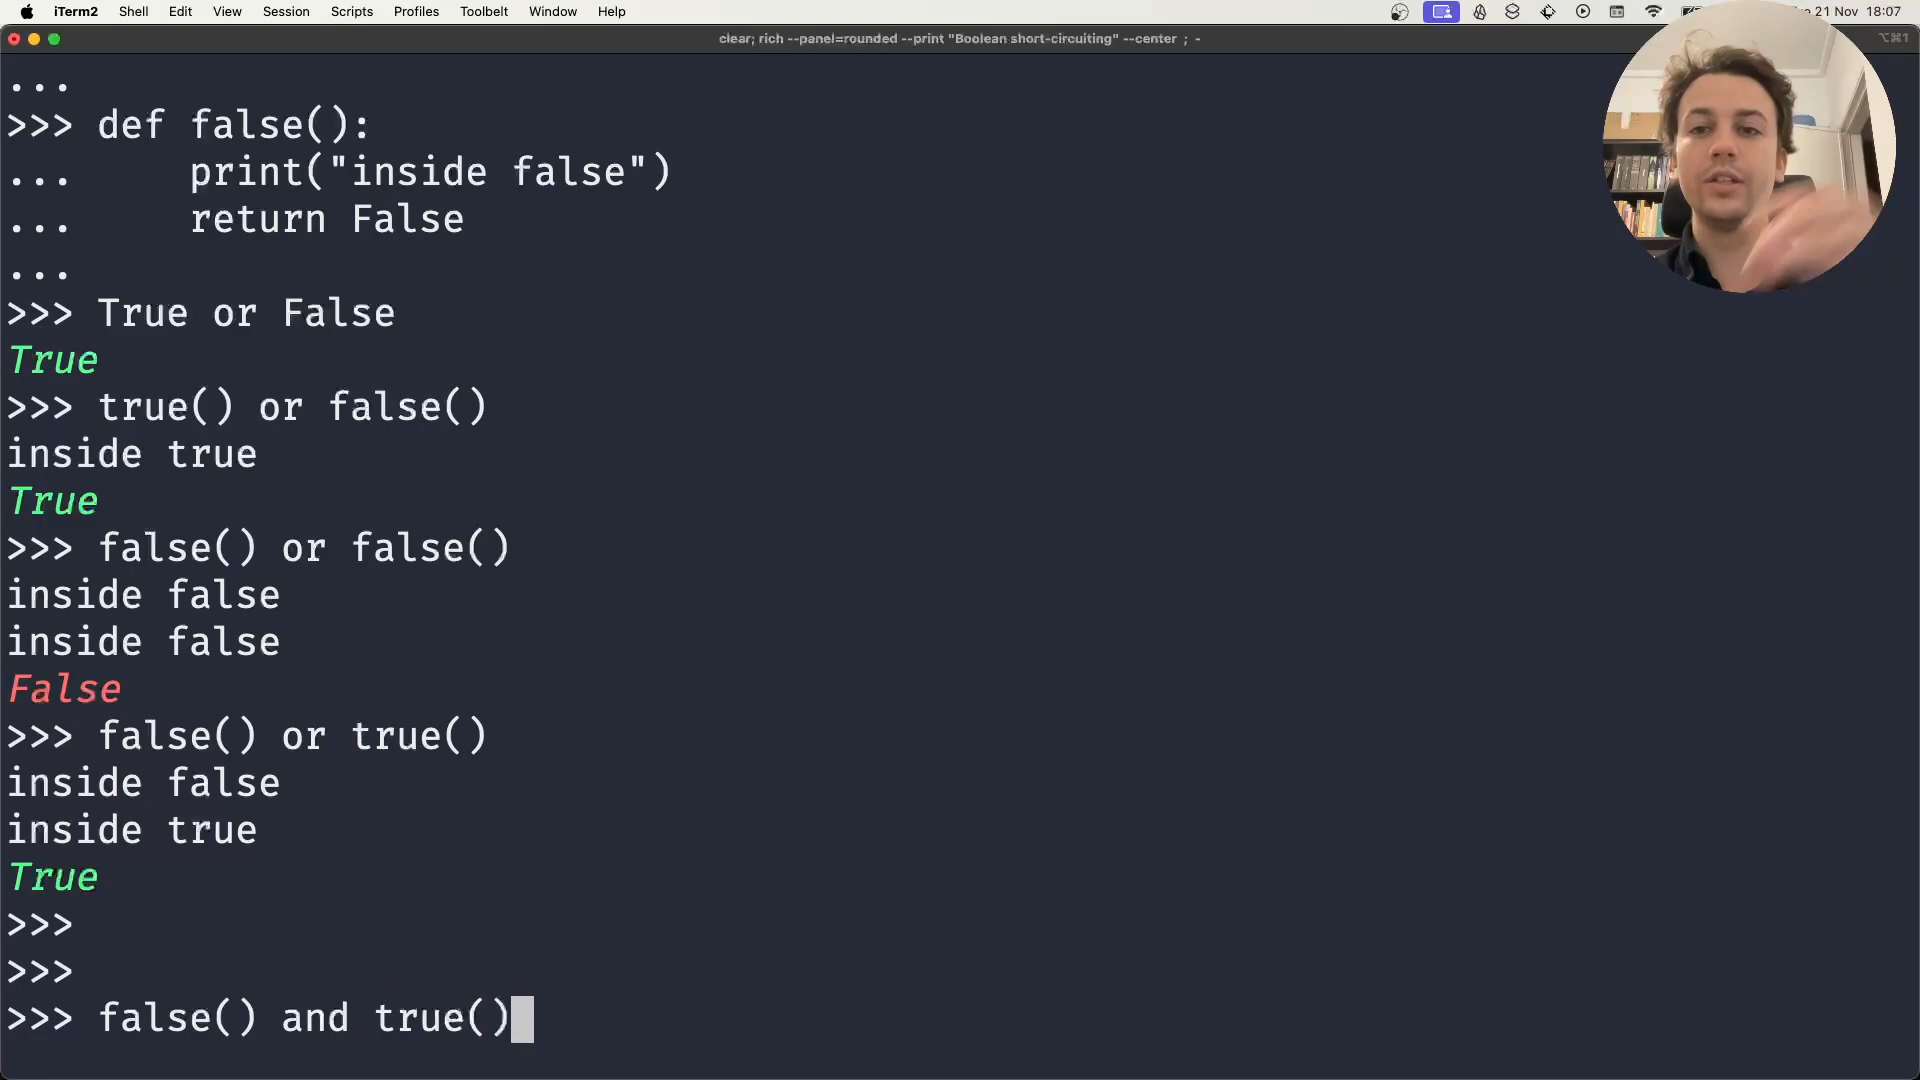 iTerm2 Shell Edit View Session Scripts Profiles Toolbelt Window Help 21 Nov 18:07
clear; rich --panel=rounded --print "Boolean short-circuiting" --center ; - ⌥⌘1
...
>>> def false():
...     print("inside false")
...     return False
...
>>> True or False
True
>>> true() or false()
inside true
True
>>> false() or false()
inside false
inside false
False
>>> false() or true()
inside false
inside true
True
>>>
>>>
>>> false() and true()